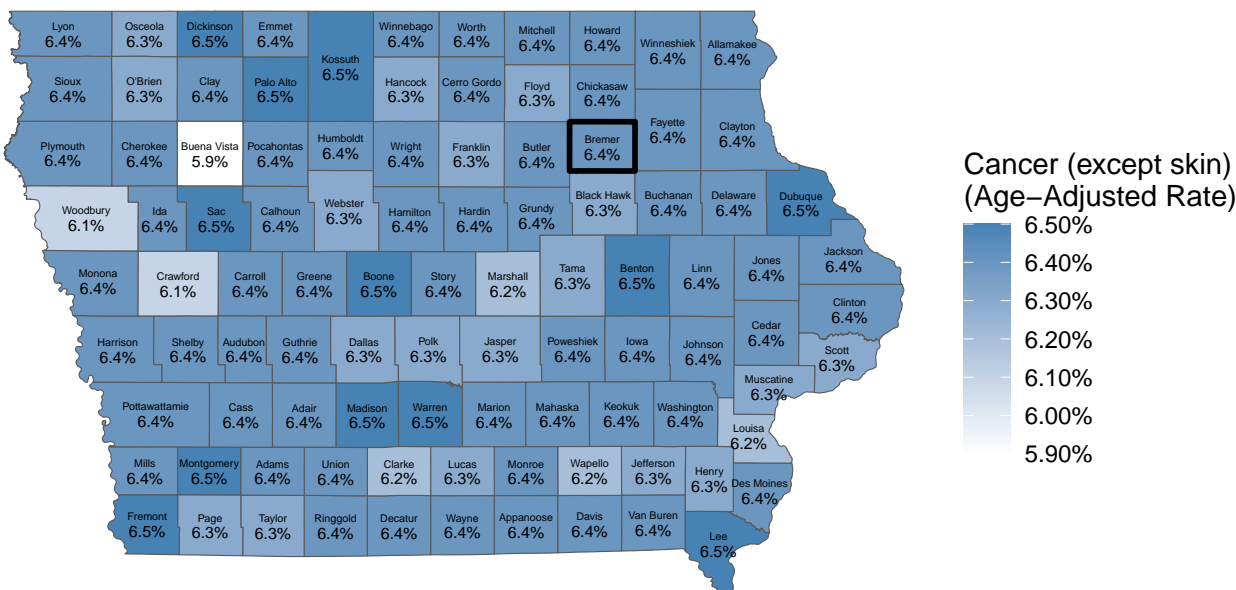 Lyon Osceola Dickinson Emmet Winnebago Worth Mitchell Howard
6.4% 6.3% 6.5% 6.4% 6.4% 6.4% 6.4% 6.4%
Winneshiek Allamakee
6.4% 6.4%
Kossuth
6.5%
Sioux O'Brien Clay Palo Alto Hancock Cerro Gordo Floyd Chickasaw
6.4% 6.3% 6.4% 6.5% 6.3% 6.4% 6.3% 6.4%
Fayette Clayton
6.4% 6.4%
Plymouth Cherokee Buena Vista Pocahontas Humboldt Wright Franklin Butler Bremer
6.4% 6.4% 5.9% 6.4% 6.4% 6.4% 6.3% 6.4% 6.4%
Woodbury Ida Sac Calhoun Webster Hamilton Hardin Grundy Black Hawk Buchanan Delaware Dubuque
6.1% 6.4% 6.5% 6.4% 6.3% 6.4% 6.4% 6.4% 6.3% 6.4% 6.4% 6.5%
Monona Crawford Carroll Greene Boone Story Marshall Tama Benton Linn Jones Jackson
6.4% 6.1% 6.4% 6.4% 6.5% 6.4% 6.2% 6.3% 6.5% 6.4% 6.4% 6.4%
Clinton
6.4%
Harrison Shelby Audubon Guthrie Dallas Polk Jasper Poweshiek Iowa Johnson Cedar Scott
6.4% 6.4% 6.4% 6.4% 6.3% 6.3% 6.3% 6.4% 6.4% 6.4% 6.4% 6.3%
Muscatine
6.3%
Pottawattamie Cass Adair Madison Warren Marion Mahaska Keokuk Washington Louisa
6.4% 6.4% 6.4% 6.5% 6.5% 6.4% 6.4% 6.4% 6.4% 6.2%
Mills Montgomery Adams Union Clarke Lucas Monroe Wapello Jefferson Henry Des Moines
6.4% 6.5% 6.4% 6.4% 6.2% 6.3% 6.4% 6.2% 6.3% 6.3% 6.4%
Fremont Page Taylor Ringgold Decatur Wayne Appanoose Davis Van Buren Lee
6.5% 6.3% 6.3% 6.4% 6.4% 6.4% 6.4% 6.4% 6.4% 6.5%
Cancer (except skin)
(Age−Adjusted Rate)
6.50%
6.40%
6.30%
6.20%
6.10%
6.00%
5.90%